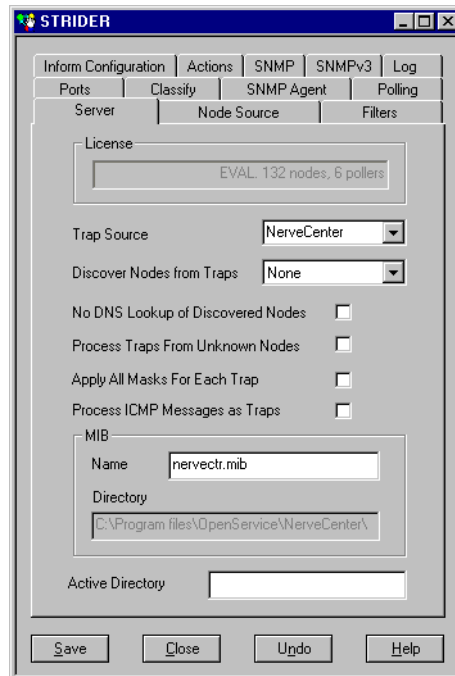 STRIDER
Inform Configuration Actions SNMP SNMPv3 Log
Ports Classify SNMP Agent Polling
Server Node Source Filters
License
EVAL. 132 nodes, 6 pollers
Trap Source NerveCenter
Discover Nodes from Traps None
No DNS Lookup of Discovered Nodes
Process Traps From Unknown Nodes
Apply All Masks For Each Trap
Process ICMP Messages as Traps
MIB
Name nervectr.mib
Directory
C:\Program files\OpenService\NerveCenter\
Active Directory
Save Close Undo Help